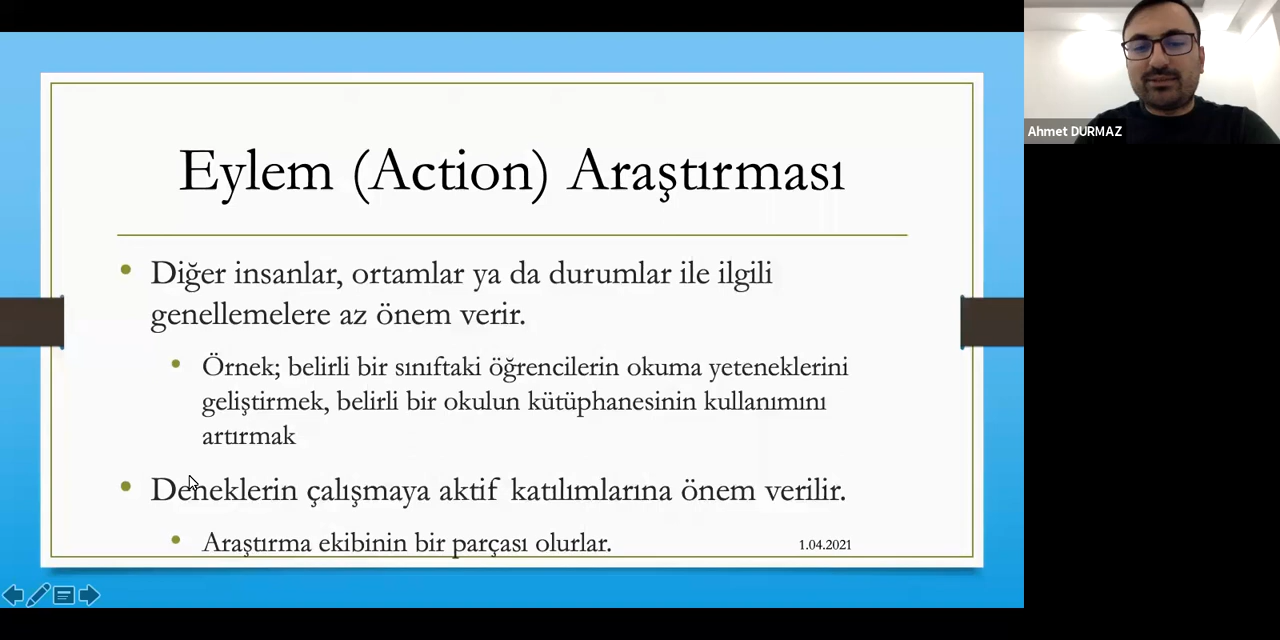 Eylem (Action) Araştırması
Diğer insanlar, ortamlar ya da durumlar ile ilgili
genellemelere az önem verir.
Örnek; belirli bir sınıftaki öğrencilerin okuma yeteneklerini
geliştirmek, belirli bir okulun kütüphanesinin kullanımını
artırmak
Deneklerin çalışmaya aktif katılımlarına önem verilir.
Araştırma ekibinin bir parçası olurlar.
1.04.2021
Ahmet DURMAZ